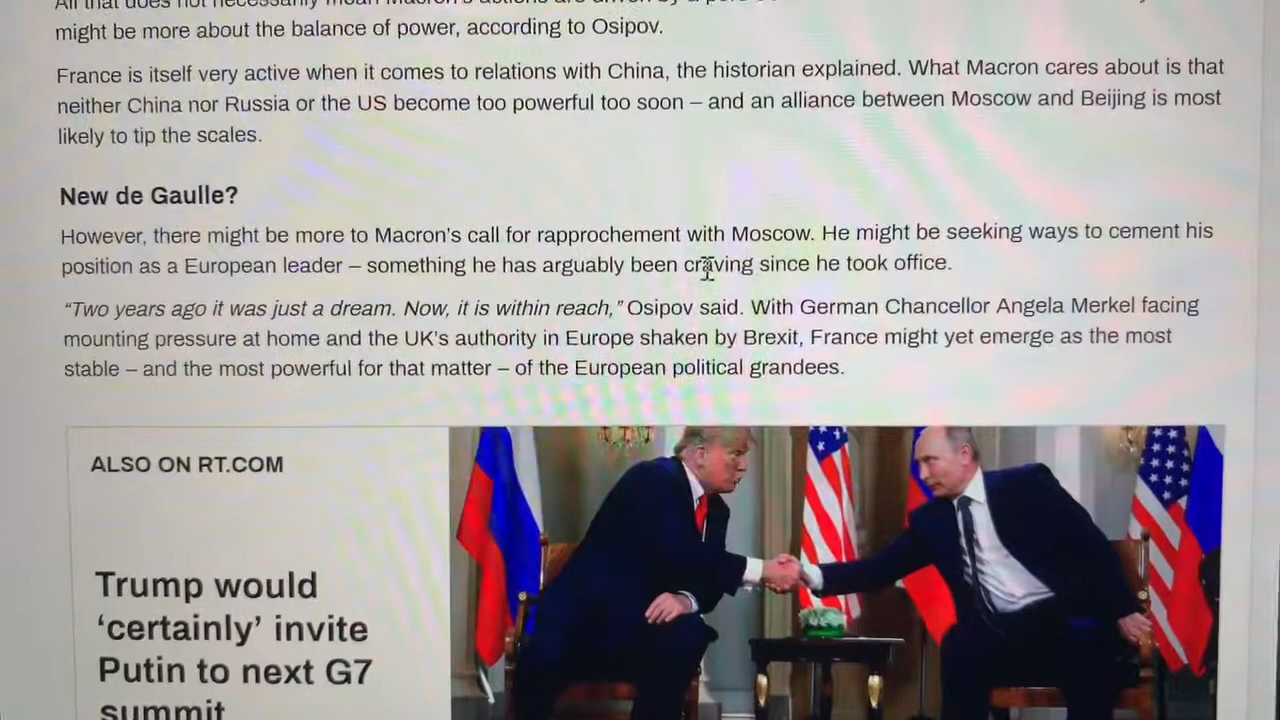 might be more about the balance of power, according to Osipov.
France is itself very active when it comes to relations with China, the historian explained. What Macron cares about is that
neither China nor Russia or the US become too powerful too soon – and an alliance between Moscow and Beijing is most
likely to tip the scales.
New de Gaulle?
However, there might be more to Macron's call for rapprochement with Moscow. He might be seeking ways to cement his
position as a European leader – something he has arguably been craving since he took office.
“Two years ago it was just a dream. Now, it is within reach,” Osipov said. With German Chancellor Angela Merkel facing
mounting pressure at home and the UK's authority in Europe shaken by Brexit, France might yet emerge as the most
stable – and the most powerful for that matter – of the European political grandees.
ALSO ON RT.COM
Trump would
‘certainly’ invite
Putin to next G7
summit